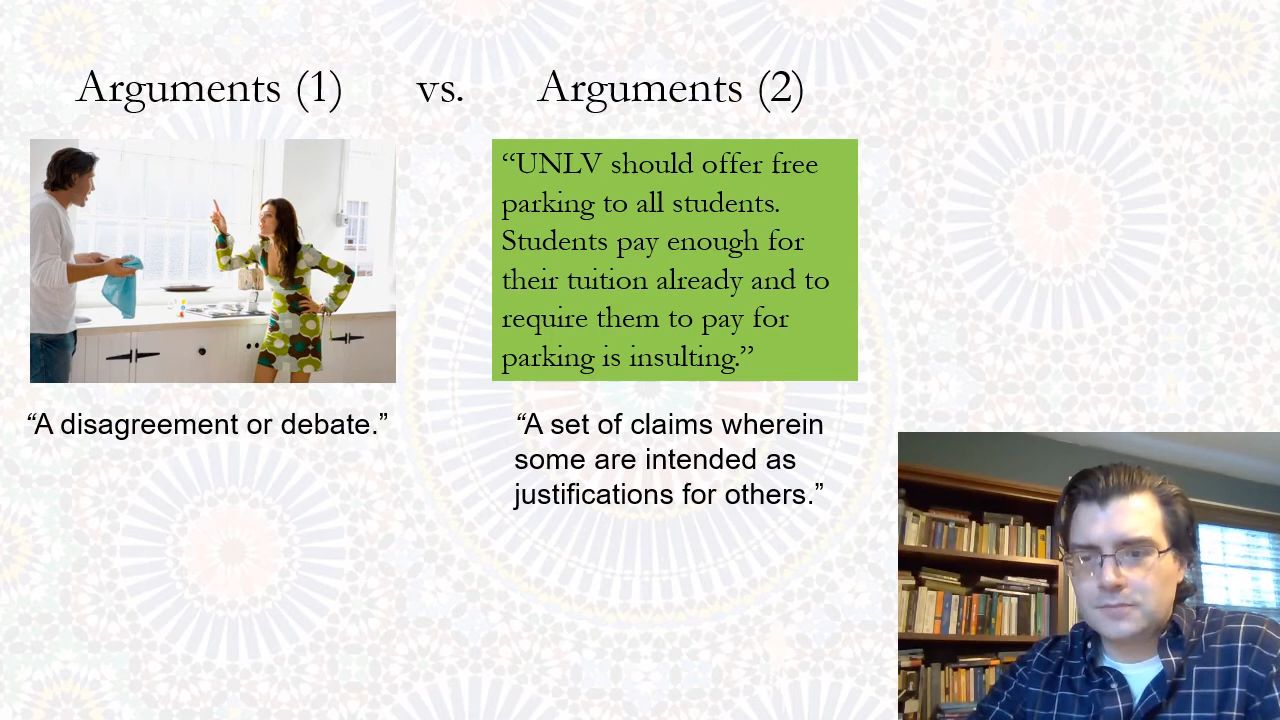 Arguments (1) vs. Arguments (2)
“UNLV should offer free
parking to all students.
Students pay enough for
their tuition already and to
require them to pay for
parking is insulting.”
“A disagreement or debate.”
“A set of claims wherein
some are intended as
justifications for others.”